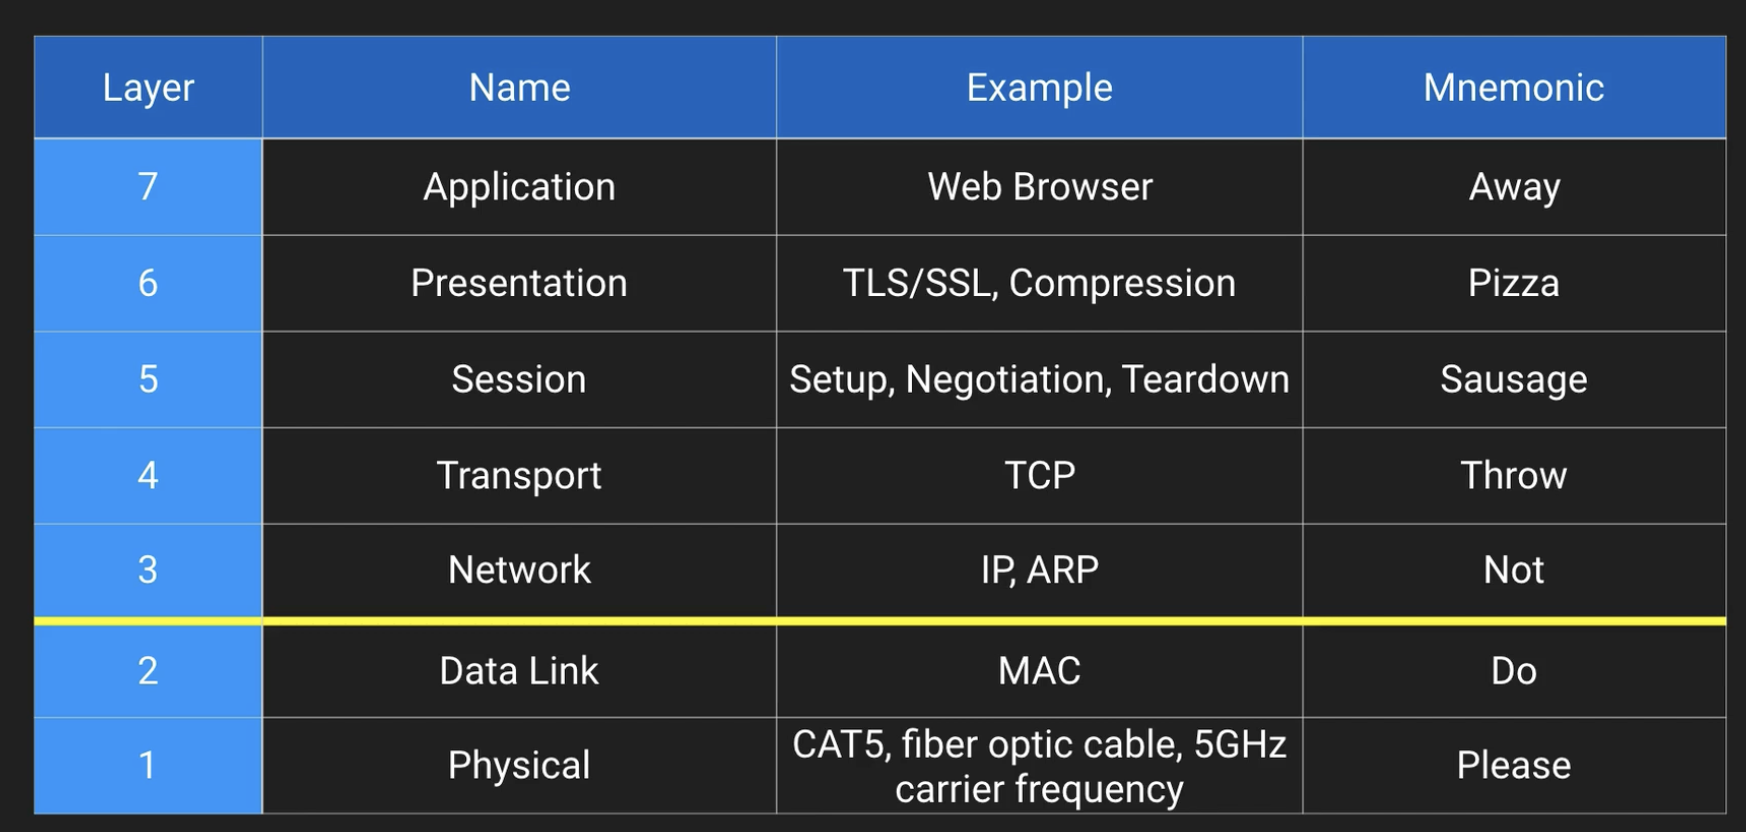 Layer Name Example Mnemonic
7 Application Web Browser Away
6 Presentation TLS/SSL, Compression Pizza
5 Session Setup, Negotiation, Teardown Sausage
4 Transport TCP Throw
3 Network IP, ARP Not
2 Data Link MAC Do
1 Physical CAT5, fiber optic cable, 5GHz
carrier frequency Please